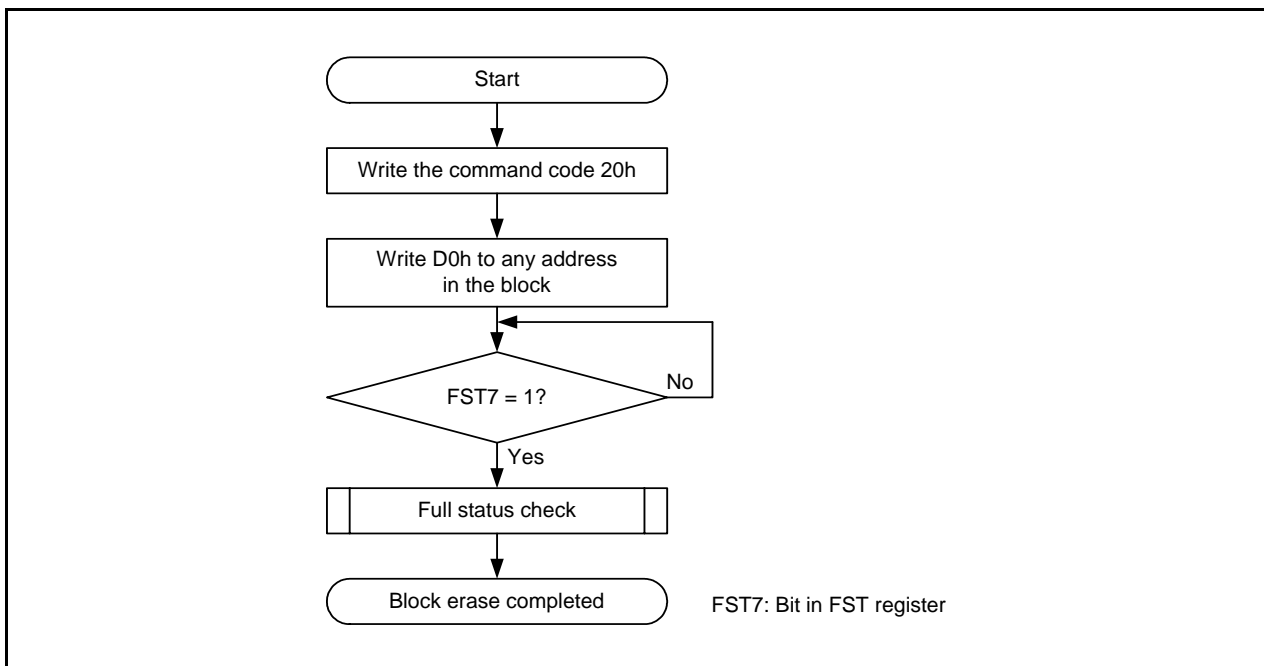 Start
Write the command code 20h
Write D0h to any address
in the block
FST7 = 1?
No
Yes
Full status check
Block erase completed
FST7: Bit in FST register